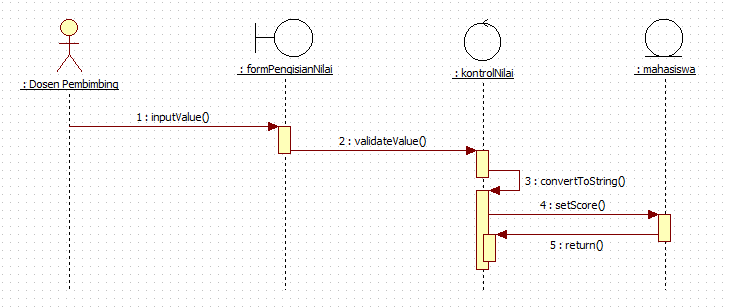 : Dosen Pembimbing
: formPengisianNilai
: kontrolNilai
: mahasiswa
1 : inputValue()
2 : validateValue()
3 : convertToString()
4 : setScore()
5 : return()